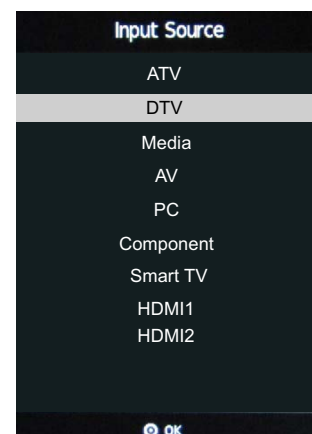 Input Source
ATV
DTV
Media
AV
PC
Component
Smart TV
HDMI1
HDMI2
OK